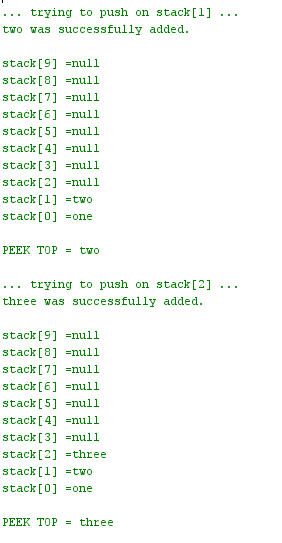 ... trying to push on stack[1] ...
two was successfully added.
stack[9] =null
stack[8] =null
stack[7] =null
stack[6] =null
stack[5] =null
stack[4] =null
stack[3] =null
stack[2] =null
stack[1] =two
stack[0] =one
PEEK TOP = two
... trying to push on stack[2] ...
three was successfully added.
stack[9] =null
stack[8] =null
stack[7] =null
stack[6] =null
stack[5] =null
stack[4] =null
stack[3] =null
stack[2] =three
stack[1] =two
stack[0] =one
PEEK TOP = three